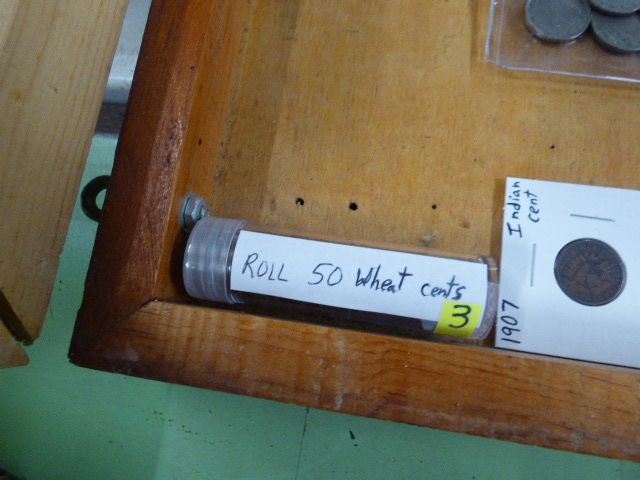 ROLL 50 Wheat cents
3
Indian
cent
1907